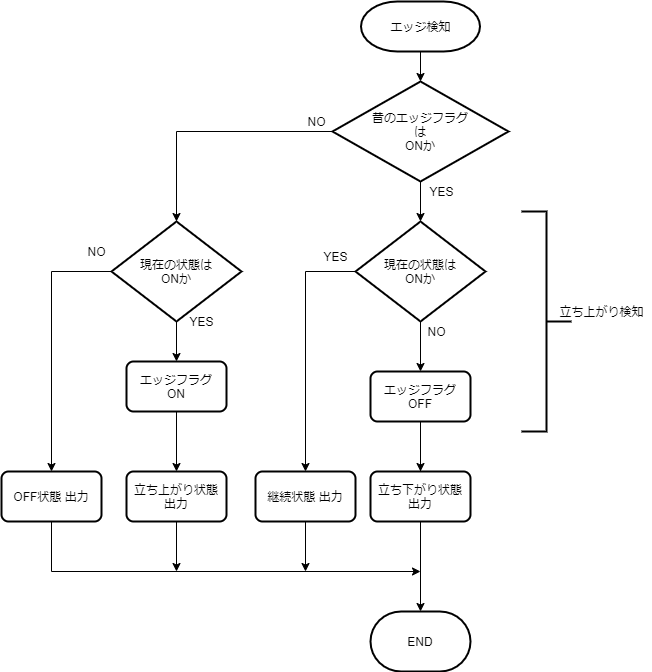 エッジ検知
昔のエッジフラグ
は
ONか
NO
YES
現在の状態は
ONか
NO
YES
現在の状態は
ONか
YES
NO
立ち上がり検知
エッジフラグ
ON
エッジフラグ
OFF
OFF状態 出力
立ち上がり状態
出力
継続状態 出力
立ち下がり状態
出力
END